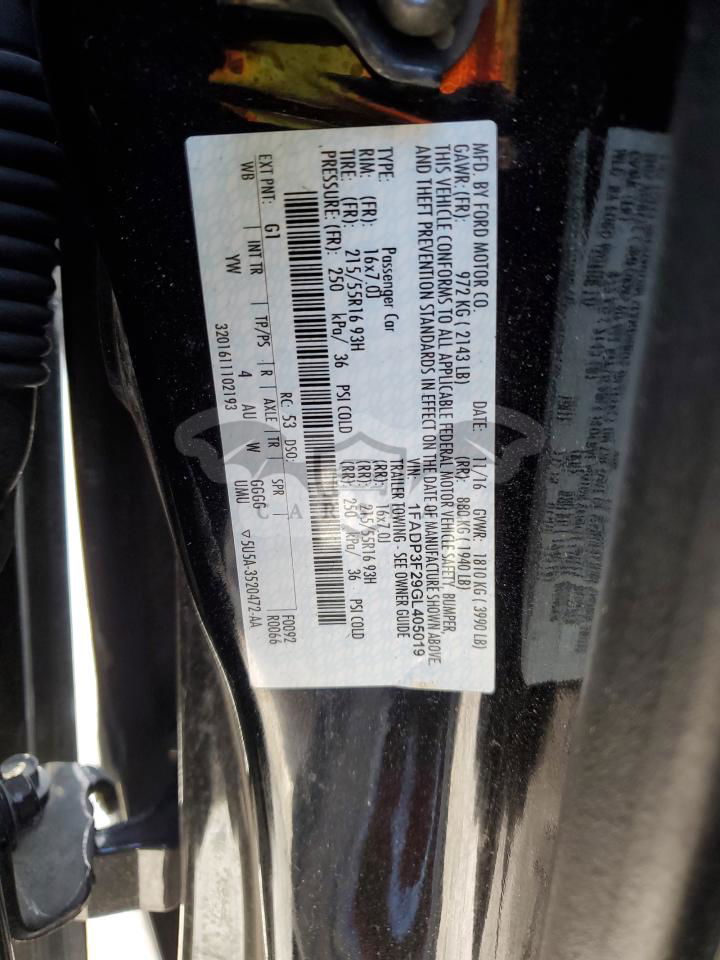 MFD. BY FORD MOTOR CO.
DATE: 11/16 GVWR: 1810 KG ( 3990 LB)
GAWR: (FR): 972 KG ( 2143 LB) (RR): 880 KG ( 1940 LB)
THIS VEHICLE CONFORMS TO ALL APPLICABLE FEDERAL MOTOR VEHICLE SAFETY, BUMPER,
AND THEFT PREVENTION STANDARDS IN EFFECT ON THE DATE OF MANUFACTURE SHOWN ABOVE.
VIN: 1FADP3F29GL405019
TYPE: Passenger Car TRAILER TOWING - SEE OWNER GUIDE
RIM: (FR): 16x7.0J (RR): 16x7.0J
TIRE: (FR): 215/55R16 93H (RR): 215/55R16 93H
PRESSURE: (FR): 250 kPa/ 36 PSI COLD (RR): 250 kPa/ 36 PSI COLD
EXT PNT: G1 RC: 53 DSO: F0092
WB INT TR TP/PS R AXLE TR SPR R0066
YW 4 AU W GGGG UMU
3201611102193 ▽5U5A-3520472-AA